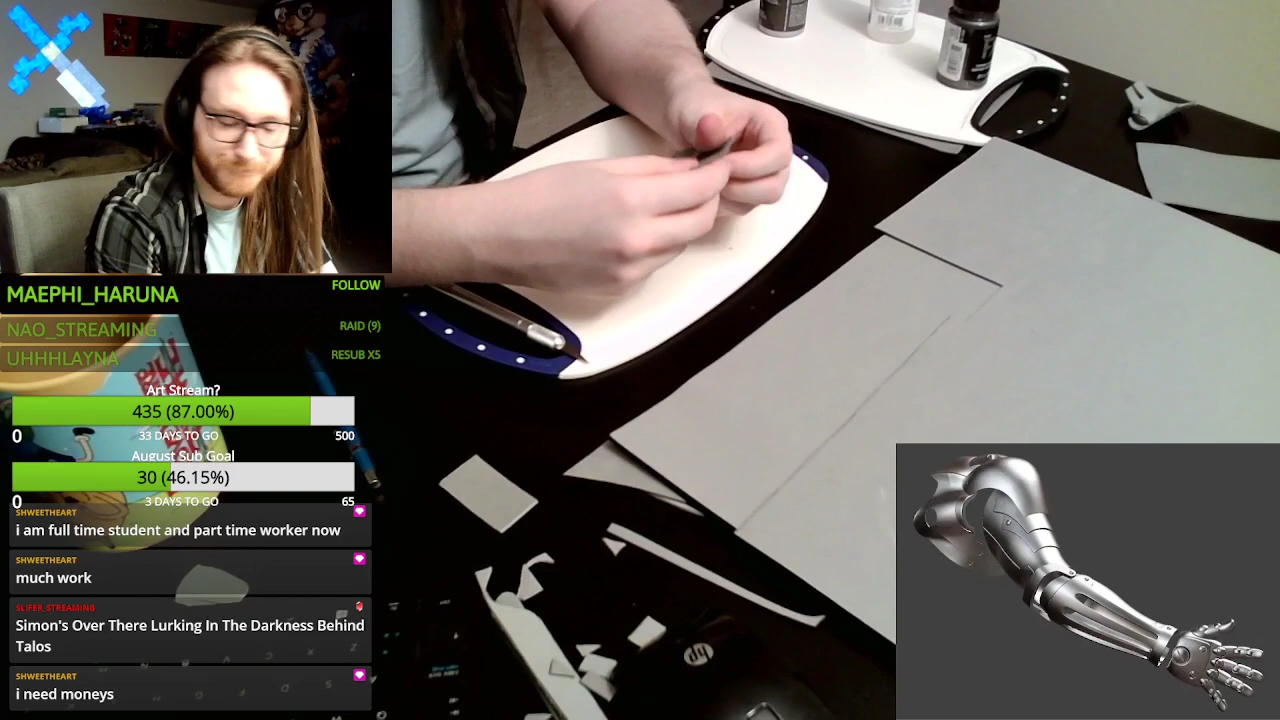 MAEPHI_HARUNA
FOLLOW
NAO_STREAMING
RAID (9)
UHHHLAYNA
RESUB X5
Art Stream?
435 (87.00%)
0
33 DAYS TO GO
500
August Sub Goal
30 (46.15%)
0
3 DAYS TO GO
65
SHWEETHEART
i am full time student and part time worker now
SHWEETHEART
much work
SLIFER_STREAMING
Simon's Over There Lurking In The Darkness Behind
Talos
SHWEETHEART
i need moneys
hp